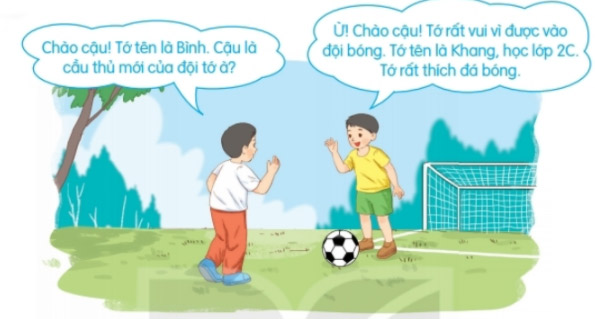 Chào cậu! Tớ tên là Bình. Cậu là
cầu thủ mới của đội tớ à?
Ừ! Chào cậu! Tớ rất vui vì được vào
đội bóng. Tớ tên là Khang, học lớp 2C.
Tớ rất thích đá bóng.